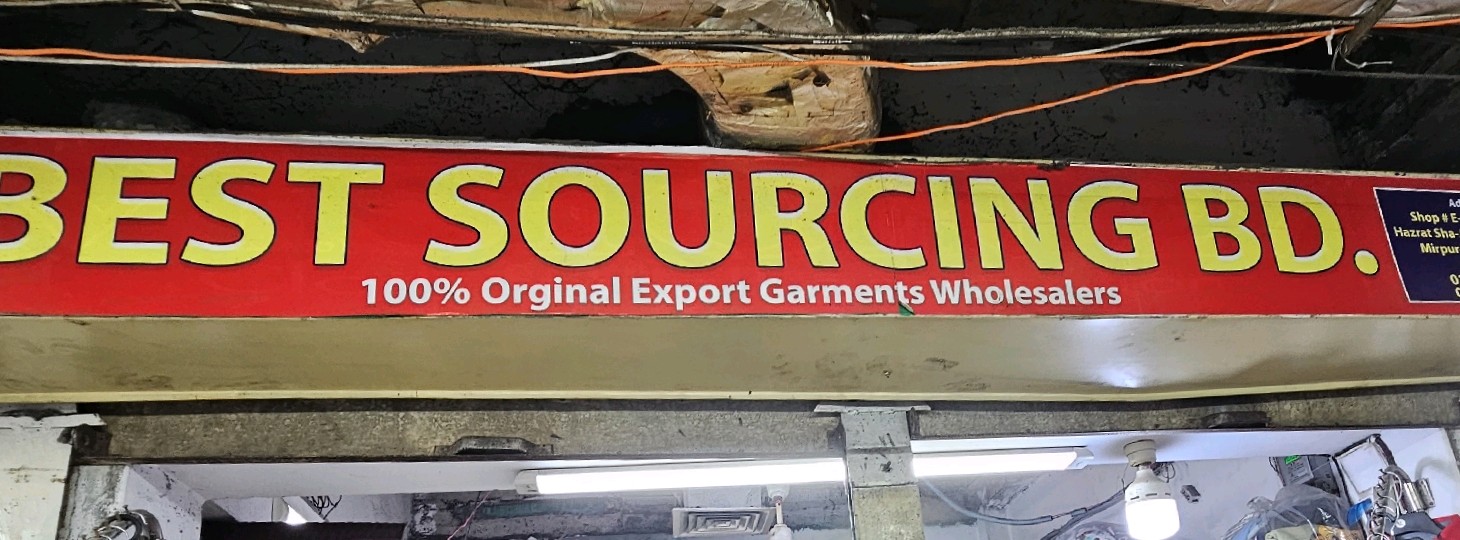 BEST SOURCING BD.
100% Orginal Export Garments Wholesalers
Shop # E-
Hazrat Sha-
Mirpur